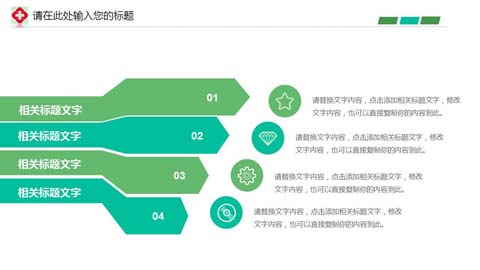 请在此处输入您的标题
相关标题文字
01
请替换文字内容，点击添加相关标题文字，修改
文字内容，也可以直接复制你的内容到此。
相关标题文字
02
请替换文字内容，点击添加相关标题文字，修改
文字内容，也可以直接复制你的内容到此。
相关标题文字
03
请替换文字内容，点击添加相关标题文字，修改
文字内容，也可以直接复制你的内容到此。
相关标题文字
04
请替换文字内容，点击添加相关标题文字，修改
文字内容，也可以直接复制你的内容到此。